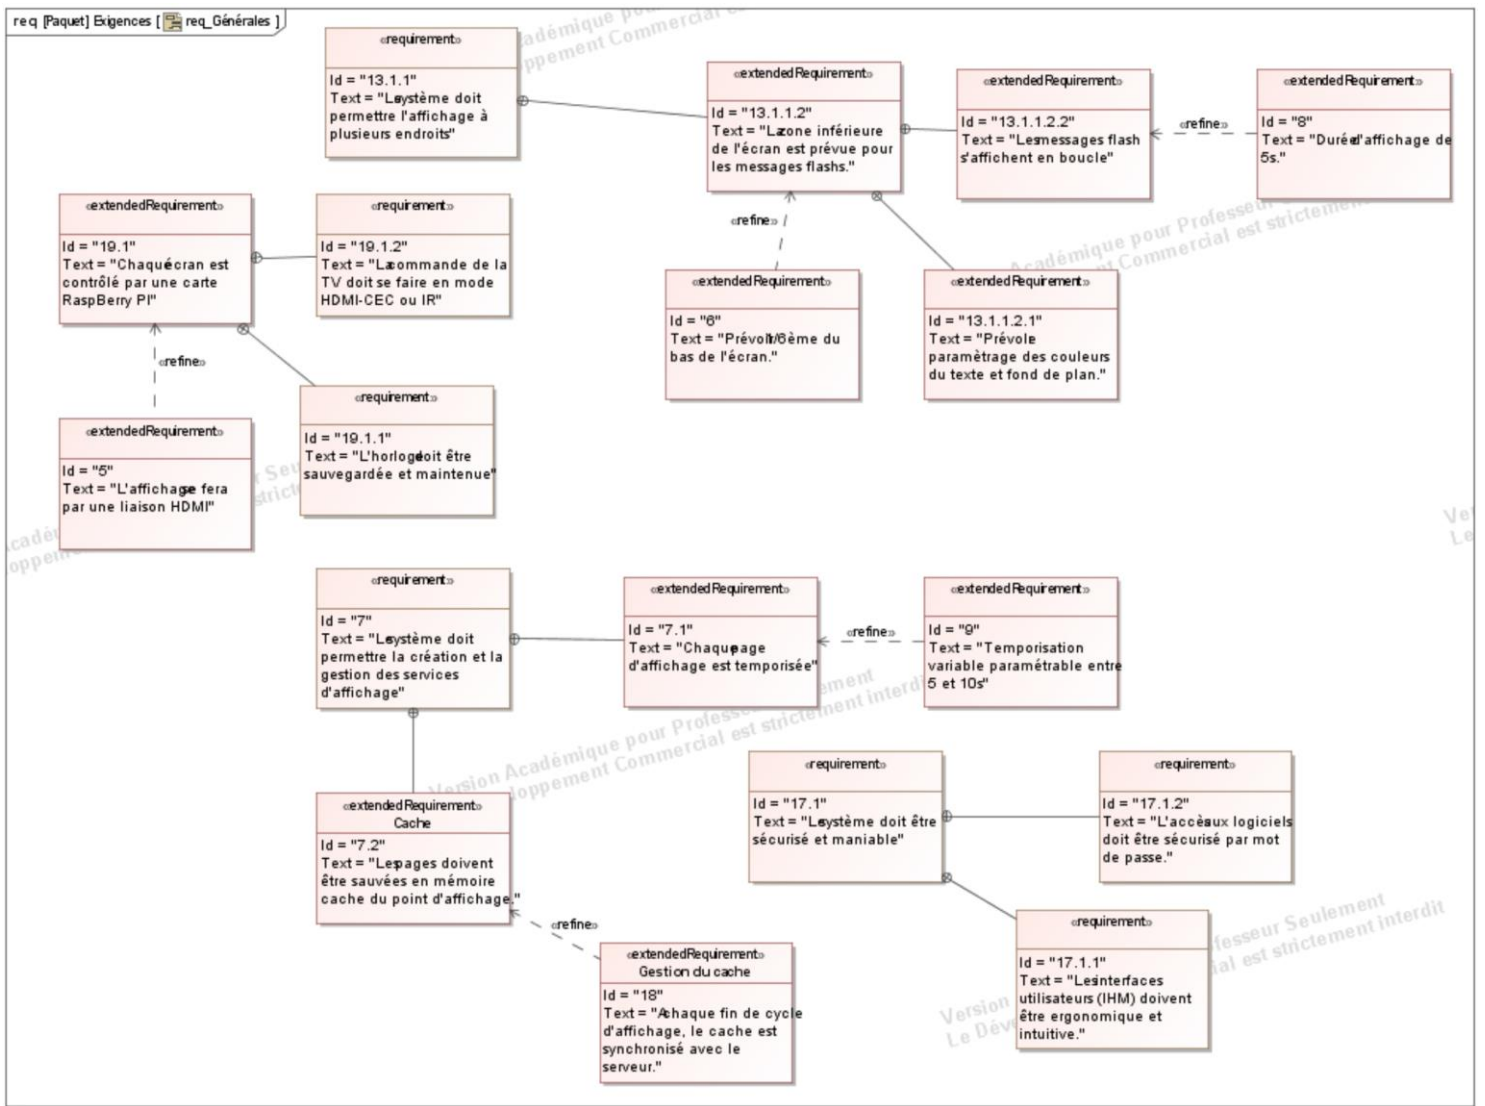 req [Paquet] Exigences [ req_Générales ]
«requirement»
Id = "13.1.1"
Text = "Le système doit
permettre l'affichage à
plusieurs endroits"
«extendedRequirement»
Id = "13.1.1.2"
Text = "La zone inférieure
de l'écran est prévue pour
les messages flashs."
«extendedRequirement»
Id = "13.1.1.2.2"
Text = "Les messages flash
s'affichent en boucle"
«refine»
«extendedRequirement»
Id = "8"
Text = "Durée d'affichage de
5s."
«extendedRequirement»
Id = "19.1"
Text = "Chaque écran est
contrôlé par une carte
RaspBerry PI"
«requirement»
Id = "19.1.2"
Text = "La commande de la
TV doit se faire en mode
HDMI-CEC ou IR"
«refine»
«extendedRequirement»
Id = "6"
Text = "Prévoir 1/6ème du
bas de l'écran."
«extendedRequirement»
Id = "13.1.1.2.1"
Text = "Prévoir le
paramètrage des couleurs
du texte et fond de plan."
«refine»
«requirement»
Id = "19.1.1"
Text = "L'horloge doit être
sauvegardée et maintenue"
«extendedRequirement»
Id = "5"
Text = "L'affichage se fera
par une liaison HDMI"
«requirement»
Id = "7"
Text = "Le système doit
permettre la création et la
gestion des services
d'affichage"
«extendedRequirement»
Id = "7.1"
Text = "Chaque page
d'affichage est temporisée"
«refine»
«extendedRequirement»
Id = "9"
Text = "Temporisation
variable paramétrable entre
5 et 10s"
«extendedRequirement»
Cache
Id = "7.2"
Text = "Les pages doivent
être sauvées en mémoire
cache du point d'affichage."
«refine»
«extendedRequirement»
Gestion du cache
Id = "18"
Text = "A chaque fin de cycle
d'affichage, le cache est
synchronisé avec le
serveur."
«requirement»
Id = "17.1"
Text = "Le système doit être
sécurisé et maniable"
«requirement»
Id = "17.1.2"
Text = "L'accès aux logiciels
doit être sécurisé par mot
de passe."
«requirement»
Id = "17.1.1"
Text = "Les interfaces
utilisateurs (IHM) doivent
être ergonomique et
intuitive."